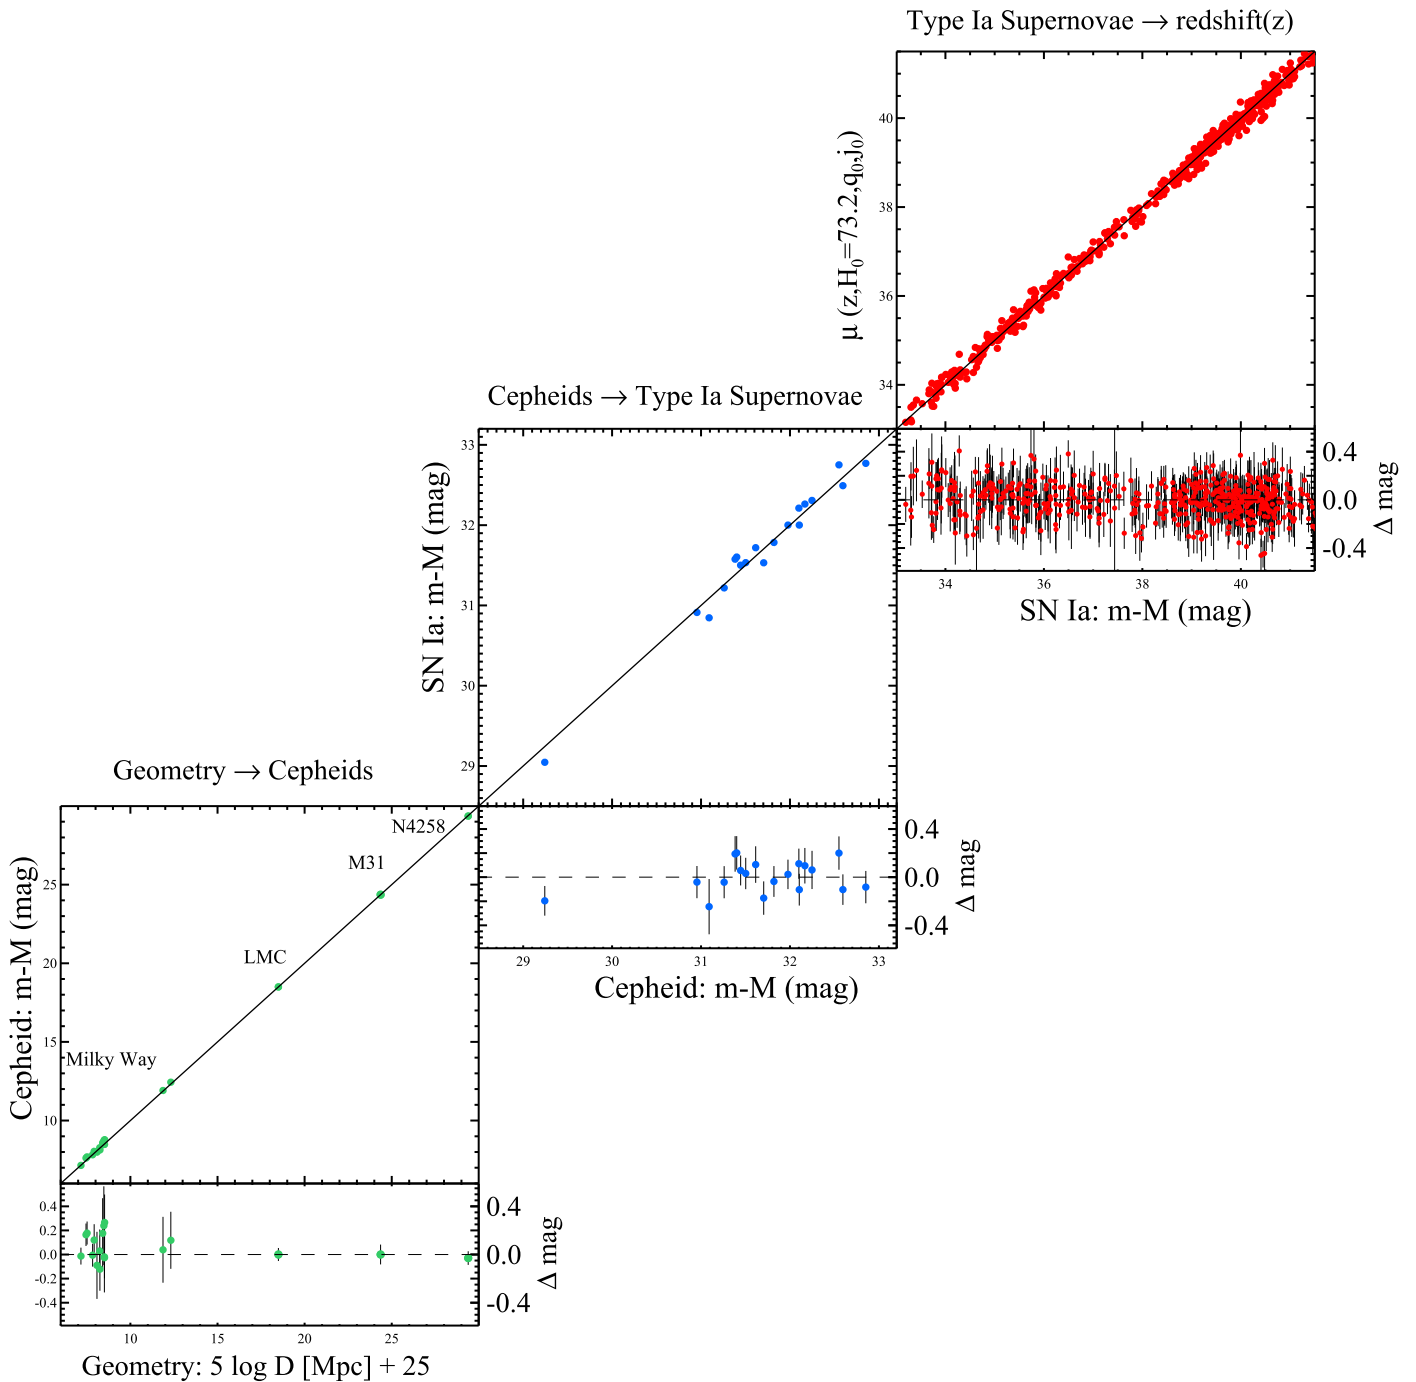 Type Ia Supernovae → redshift(z)
40
38
36
34
μ (z,H₀=73.2,q₀,j₀)
0.4
0.0
-0.4
Δ mag
34 36 38 40
SN Ia: m-M (mag)
Cepheids → Type Ia Supernovae
33
32
31
30
29
SN Ia: m-M (mag)
0.4
0.0
-0.4
Δ mag
29 30 31 32 33
Cepheid: m-M (mag)
Geometry → Cepheids
N4258
M31
LMC
Milky Way
25
20
15
10
Cepheid: m-M (mag)
0.4
0.2
0.0
-0.2
-0.4
0.4
0.0
-0.4
Δ mag
10 15 20 25
Geometry: 5 log D [Mpc] + 25